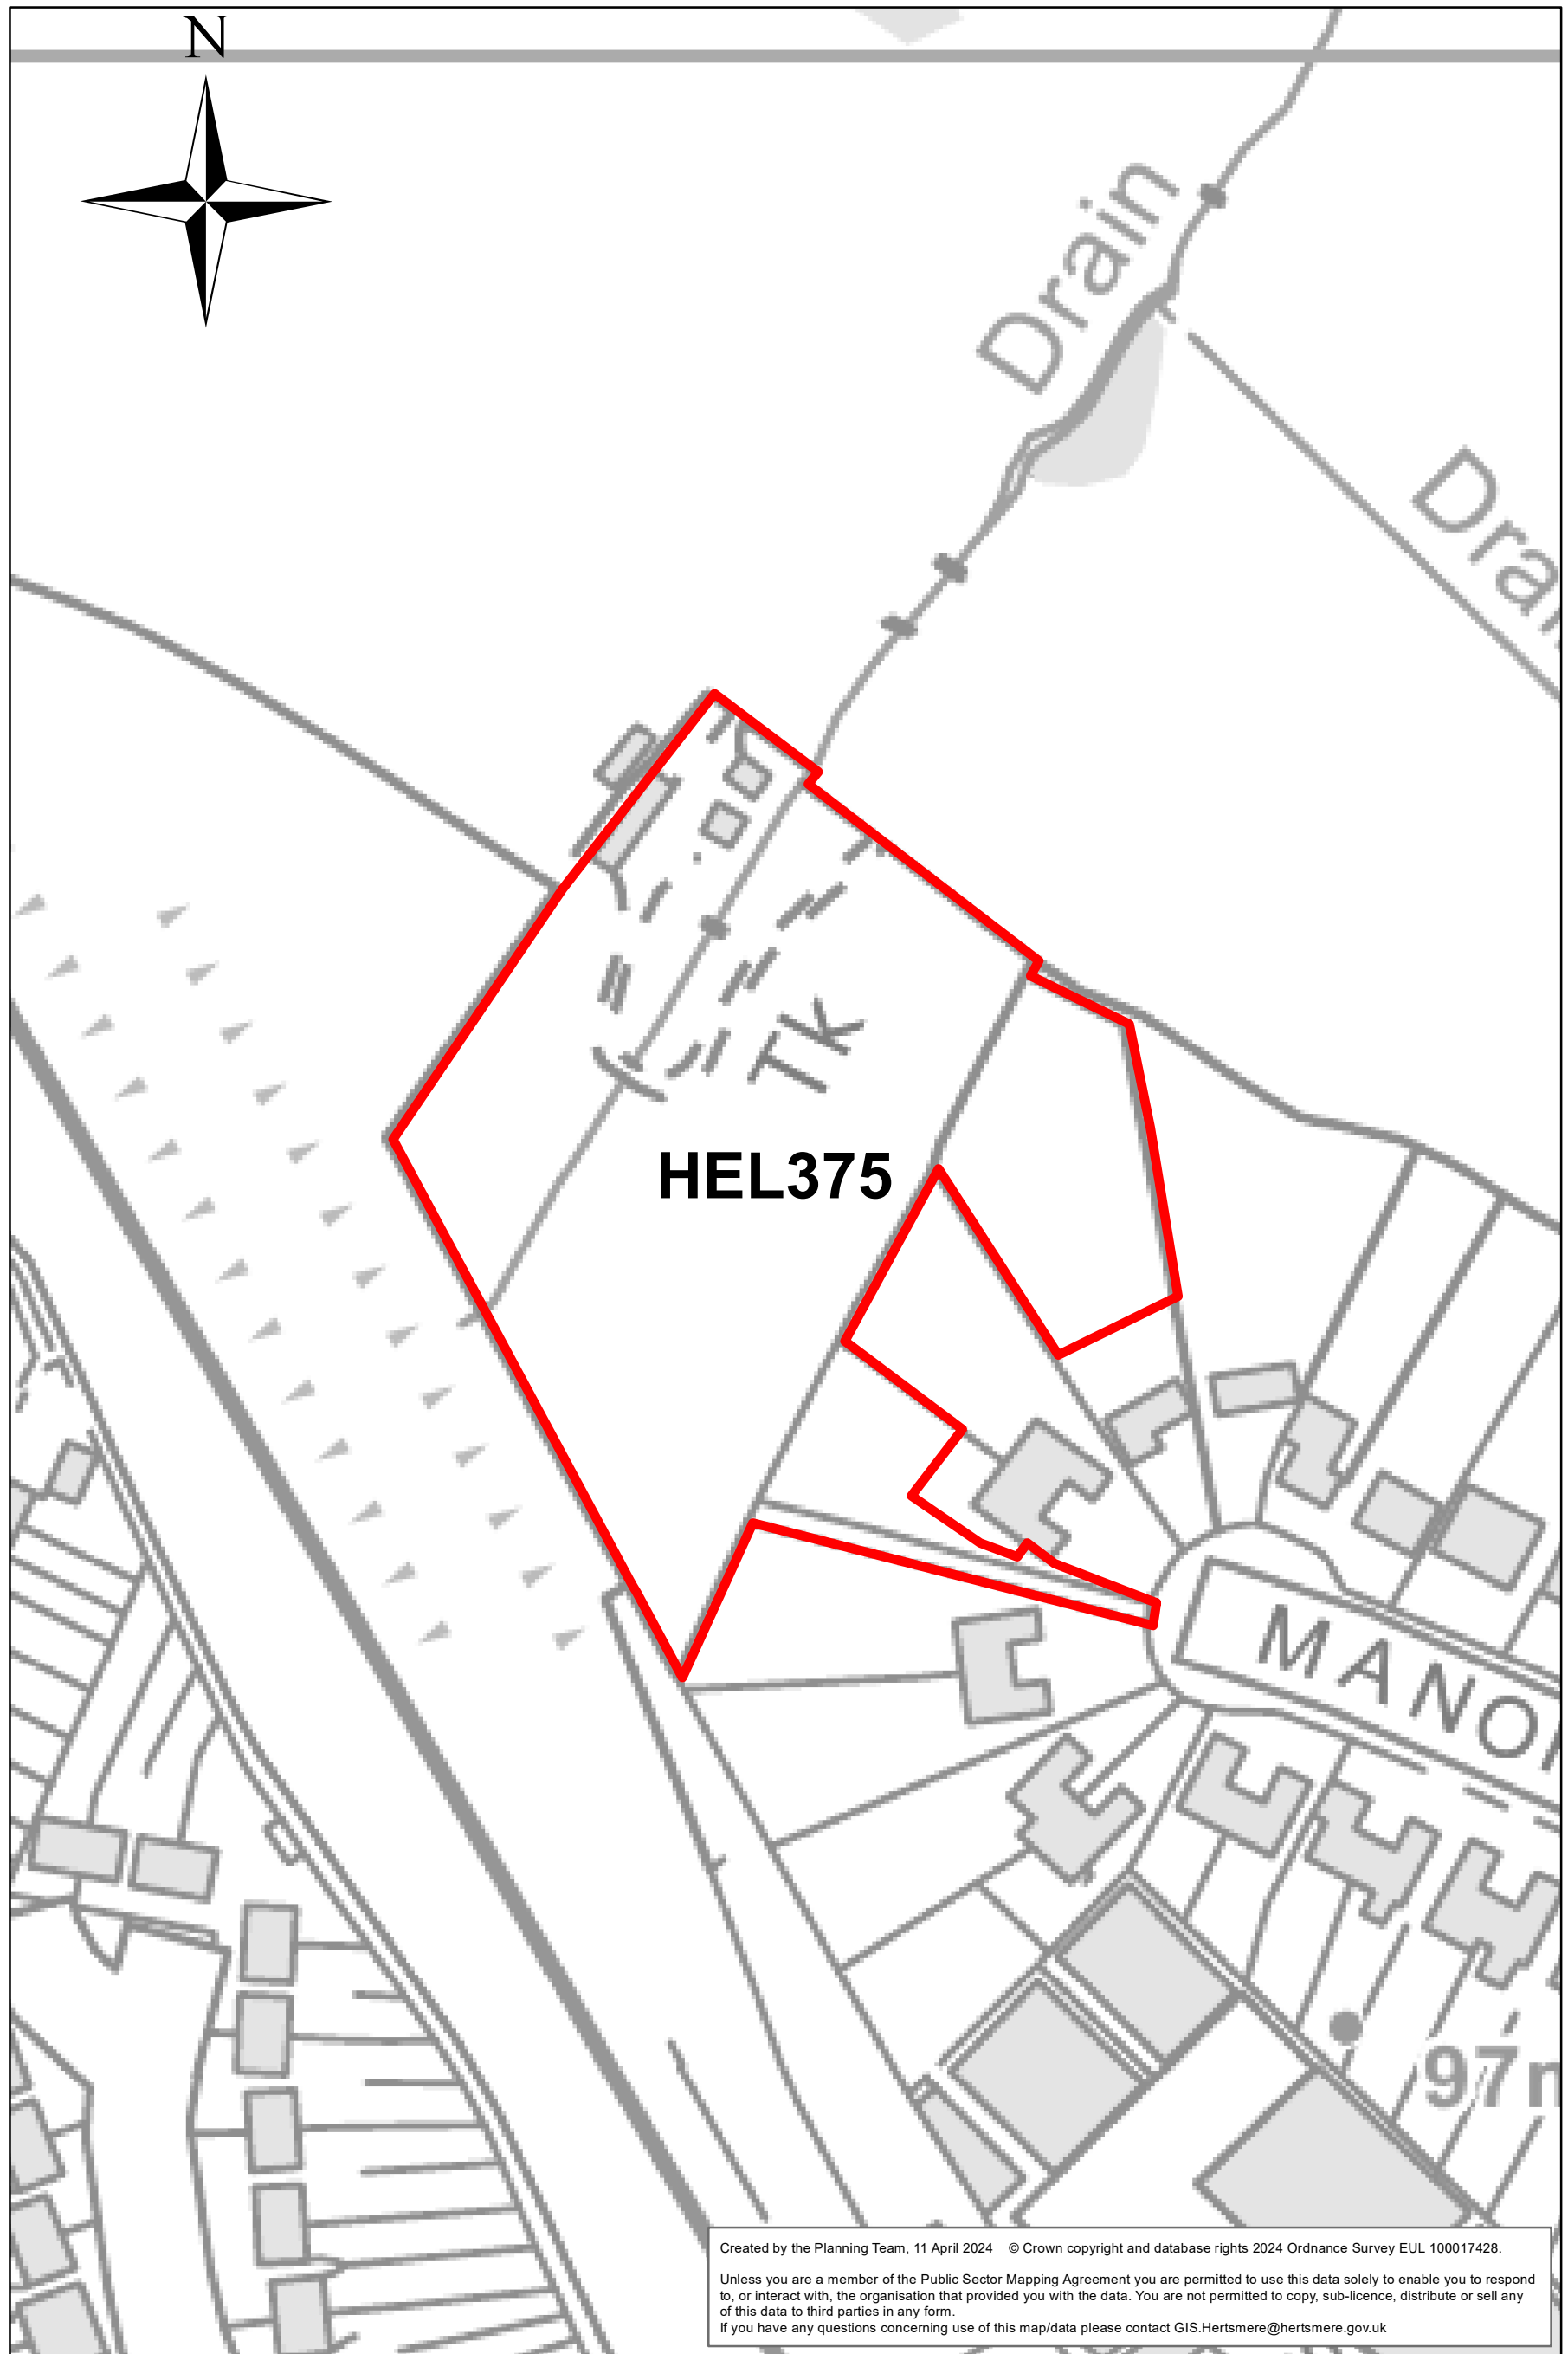 N
Drain
Drai
Tk
HEL375
MANO
97m
Created by the Planning Team, 11 April 2024 © Crown copyright and database rights 2024 Ordnance Survey EUL 100017428.
Unless you are a member of the Public Sector Mapping Agreement you are permitted to use this data solely to enable you to respond
to, or interact with, the organisation that provided you with the data. You are not permitted to copy, sub-licence, distribute or sell any
of this data to third parties in any form.
If you have any questions concerning use of this map/data please contact GIS.Hertsmere@hertsmere.gov.uk